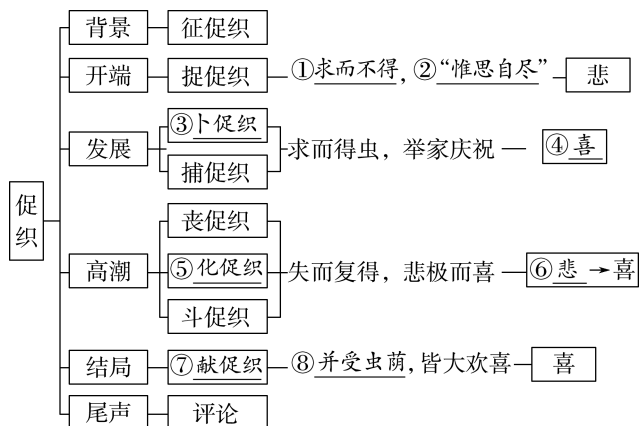 背景 征促织
开端 捉促织 ①求而不得，②“惟思自尽” 悲
发展 ③卜促织 求而得虫，举家庆祝 ④喜
捕促织
促织
高潮 丧促织
⑤化促织 失而复得，悲极而喜 ⑥悲→喜
斗促织
结局 ⑦献促织 ⑧并受虫荫，皆大欢喜 喜
尾声 评论